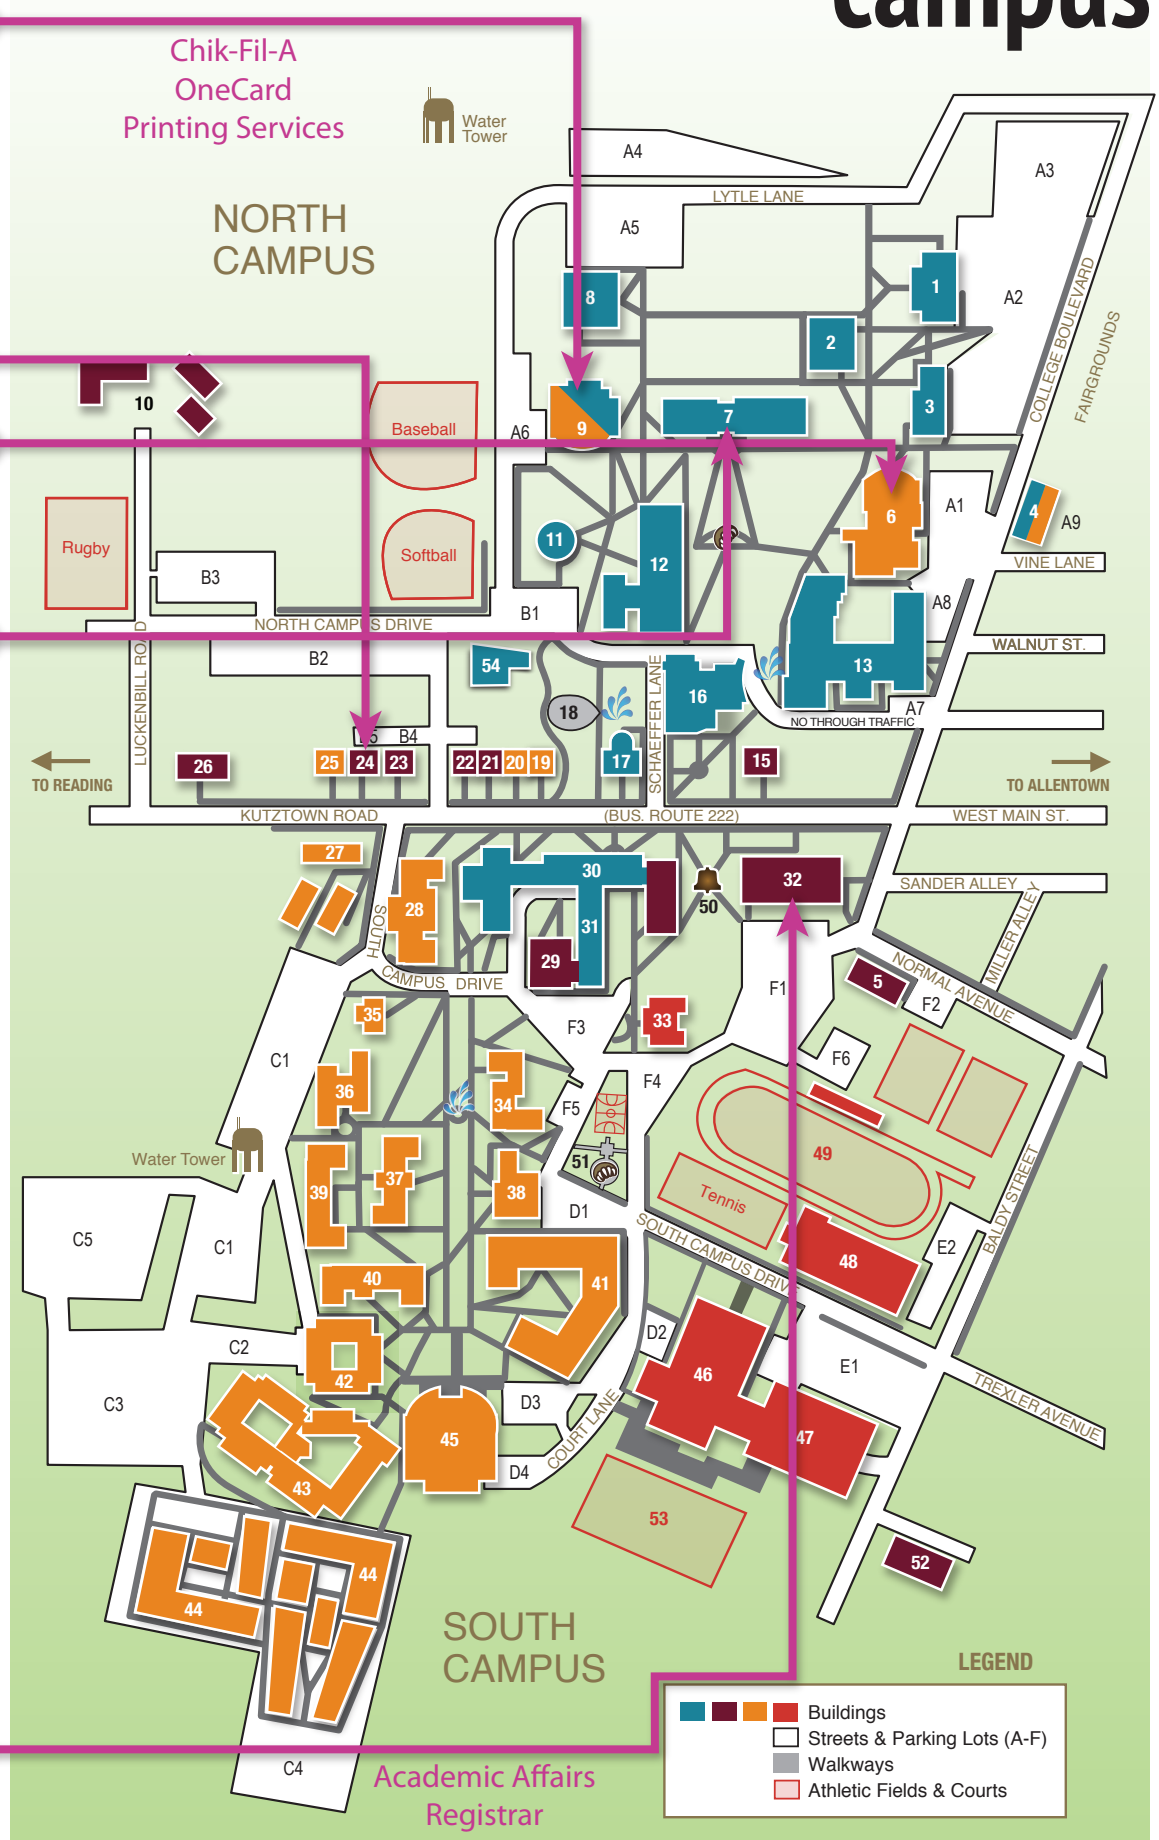 campus
Chik-Fil-A
OneCard
Printing Services
Water
Tower
NORTH
CAMPUS
A4
A3
LYTLE LANE
A5
1
8
A2
2
COLLEGE BOULEVARD
FAIRGROUNDS
10
3
7
Baseball
9
A6
A1
6
4
A9
11
Rugby
Softball
12
VINE LANE
B3
A8
B1
NORTH CAMPUS DRIVE
WALNUT ST.
LUCKENBILL ROAD
B2
54
13
SCHAEFFER LANE
16
18
A7
NO THROUGH TRAFFIC
B5
B4
26
25
24
23
22
21
20
19
17
15
TO READING
TO ALLENTOWN
KUTZTOWN ROAD
(BUS. ROUTE 222)
WEST MAIN ST.
27
30
32
SANDER ALLEY
50
28
31
MILLER ALLEY
SOUTH
CAMPUS DRIVE
29
NORMAL AVENUE
5
F1
F2
35
F3
33
F6
C1
36
F4
34
F5
Water Tower
49
51
37
39
38
Tennis
BALDY STREET
D1
SOUTH CAMPUS DRIVE
C5
C1
E2
48
40
41
D2
C2
E1
46
42
TREXLER AVENUE
C3
D3
COURT LANE
45
47
D4
43
53
52
44
44
SOUTH
CAMPUS
LEGEND
Buildings
Streets & Parking Lots (A-F)
Walkways
Athletic Fields & Courts
C4
Academic Affairs
Registrar